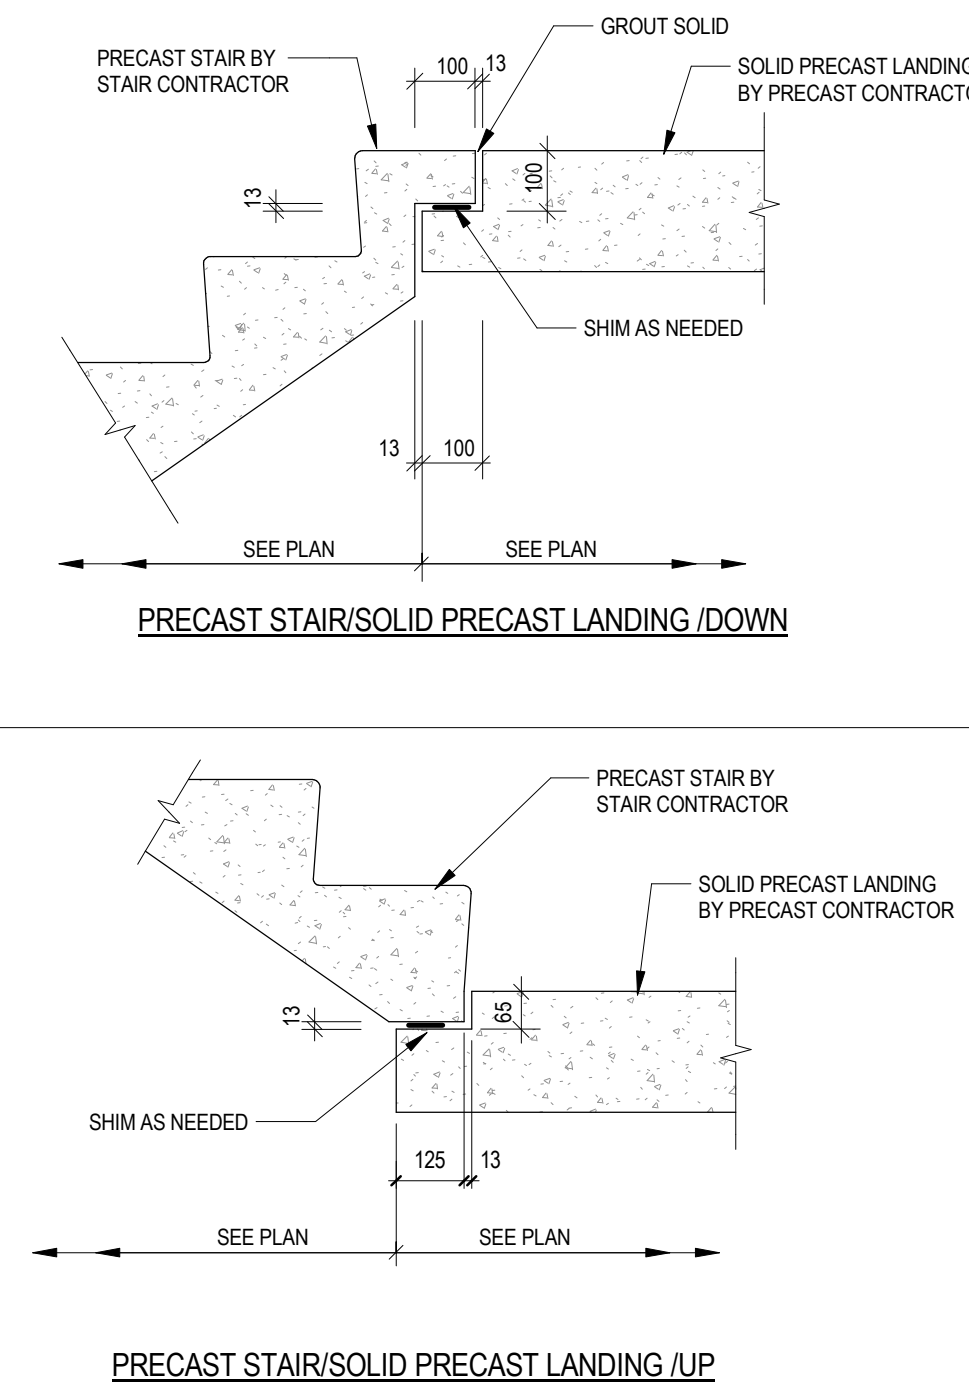 GROUT SOLID
PRECAST STAIR BY
STAIR CONTRACTOR
100
13
SOLID PRECAST LANDING
BY PRECAST CONTRACTO
13
100
SHIM AS NEEDED
13
100
SEE PLAN
SEE PLAN
PRECAST STAIR/SOLID PRECAST LANDING /DOWN
PRECAST STAIR BY
STAIR CONTRACTOR
SOLID PRECAST LANDING
BY PRECAST CONTRACTOR
13
65
SHIM AS NEEDED
125
13
SEE PLAN
SEE PLAN
PRECAST STAIR/SOLID PRECAST LANDING /UP